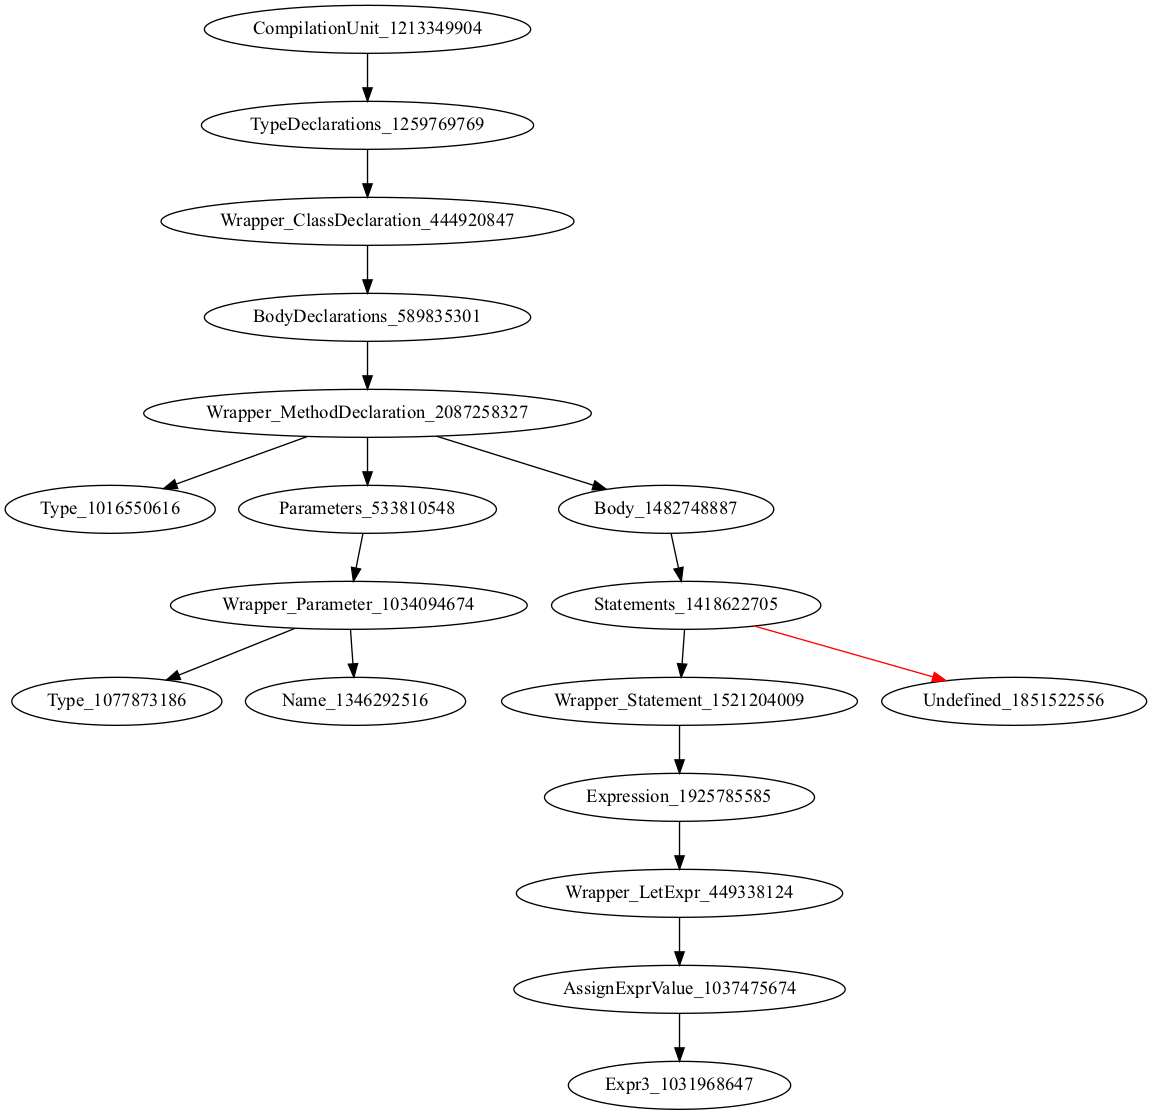 CompilationUnit_1213349904
TypeDeclarations_1259769769
Wrapper_ClassDeclaration_444920847
BodyDeclarations_589835301
Wrapper_MethodDeclaration_2087258327
Type_1016550616
Parameters_533810548
Body_1482748887
Wrapper_Parameter_1034094674
Statements_1418622705
Type_1077873186
Name_1346292516
Wrapper_Statement_1521204009
Undefined_1851522556
Expression_1925785585
Wrapper_LetExpr_449338124
AssignExprValue_1037475674
Expr3_1031968647